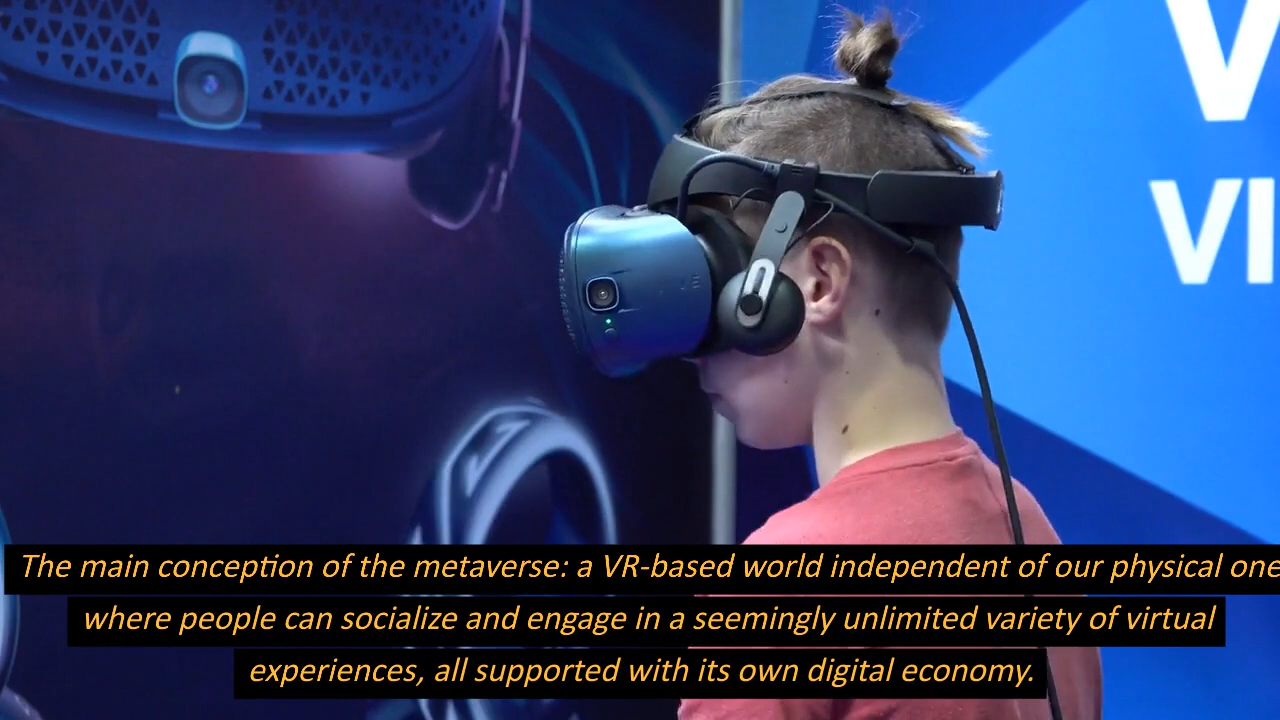 V
VI
The main conception of the metaverse: a VR-based world independent of our physical one
where people can socialize and engage in a seemingly unlimited variety of virtual
experiences, all supported with its own digital economy.